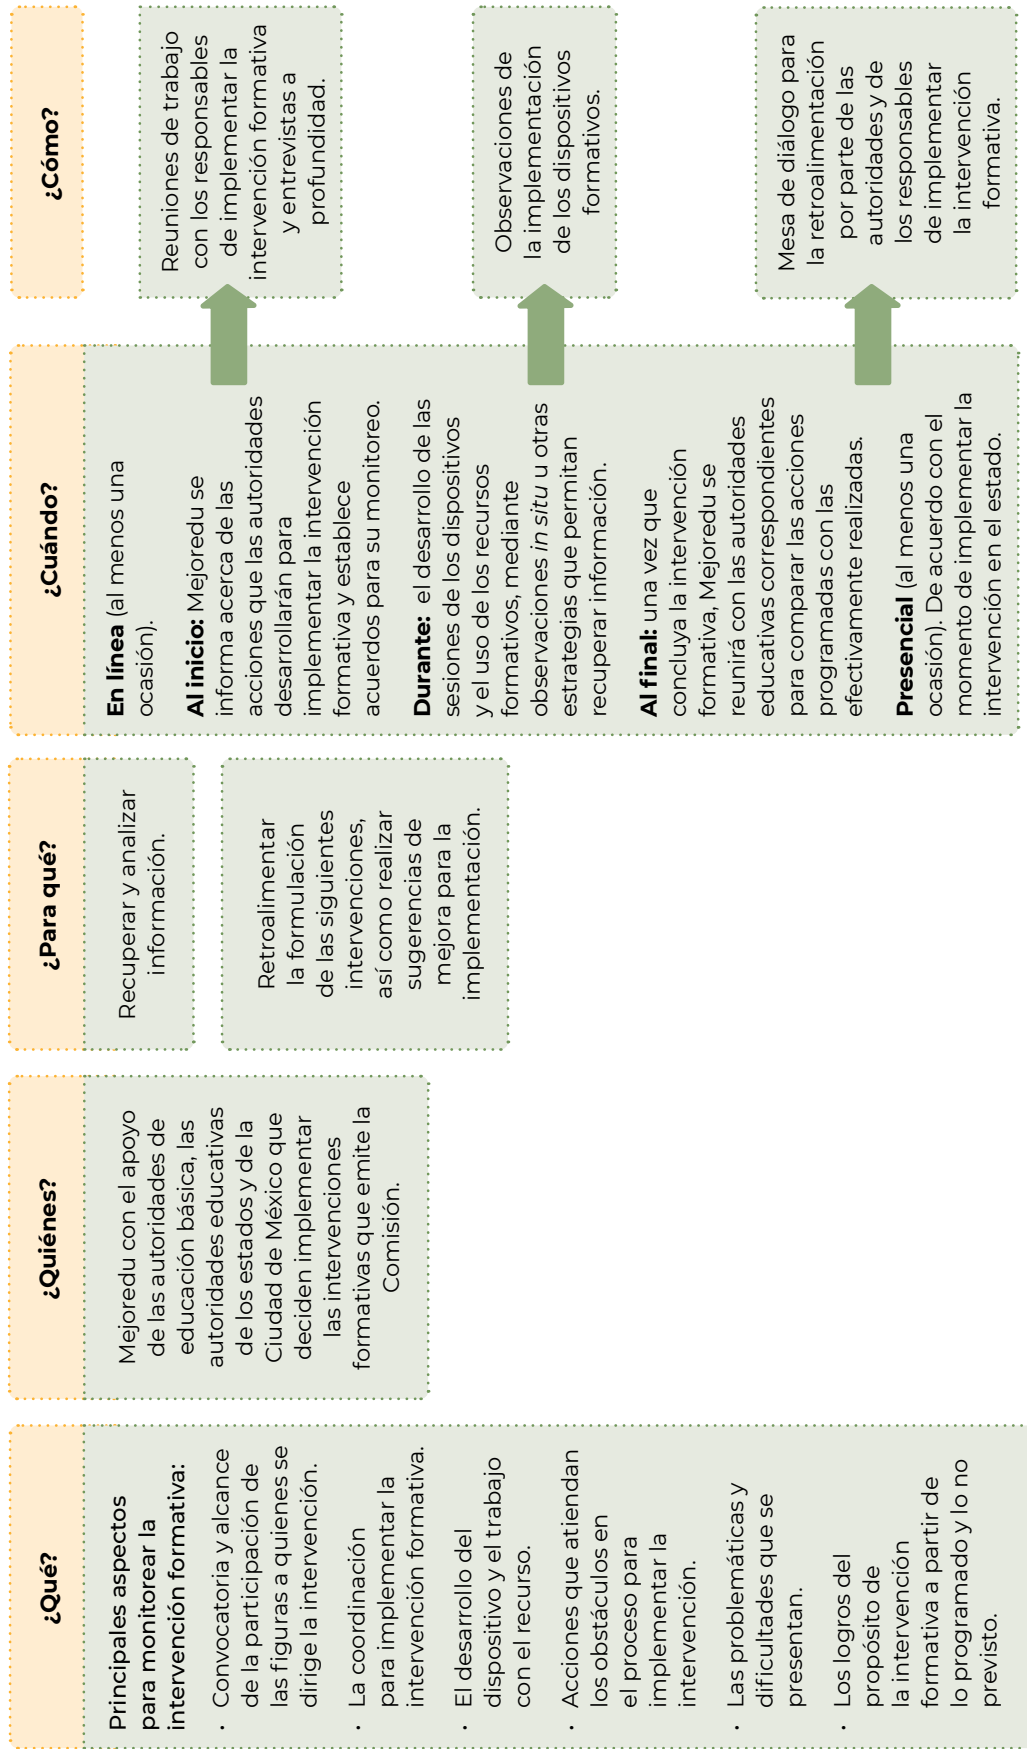 ¿Qué?
Principales aspectos
para monitorear la
intervención formativa:
· Convocatoria y alcance
de la participación de
las figuras a quienes se
dirige la intervención.
· La coordinación
para implementar la
intervención formativa.
· El desarrollo del
dispositivo y el trabajo
con el recurso.
· Acciones que atiendan
los obstáculos en
el proceso para
implementar la
intervención.
· Las problemáticas y
dificultades que se
presentan.
· Los logros del
propósito de
la intervención
formativa a partir de
lo programado y lo no
previsto.
¿Quiénes?
Mejoredu con el apoyo
de las autoridades de
educación básica, las
autoridades educativas
de los estados y de la
Ciudad de México que
deciden implementar
las intervenciones
formativas que emite la
Comisión.
¿Para qué?
Recuperar y analizar
información.
Retroalimentar
la formulación
de las siguientes
intervenciones,
así como realizar
sugerencias de
mejora para la
implementación.
¿Cuándo?
En línea (al menos una
ocasión).
Al inicio: Mejoredu se
informa acerca de las
acciones que las autoridades
desarrollarán para
implementar la intervención
formativa y establece
acuerdos para su monitoreo.
Durante: el desarrollo de las
sesiones de los dispositivos
y el uso de los recursos
formativos, mediante
observaciones in situ u otras
estrategias que permitan
recuperar información.
Al final: una vez que
concluya la intervención
formativa, Mejoredu se
reunirá con las autoridades
educativas correspondientes
para comparar las acciones
programadas con las
efectivamente realizadas.
Presencial (al menos una
ocasión). De acuerdo con el
momento de implementar la
intervención en el estado.
¿Cómo?
Reuniones de trabajo
con los responsables
de implementar la
intervención formativa
y entrevistas a
profundidad.
Observaciones de
la implementación
de los dispositivos
formativos.
Mesa de diálogo para
la retroalimentación
por parte de las
autoridades y de
los responsables
de implementar
la intervención
formativa.